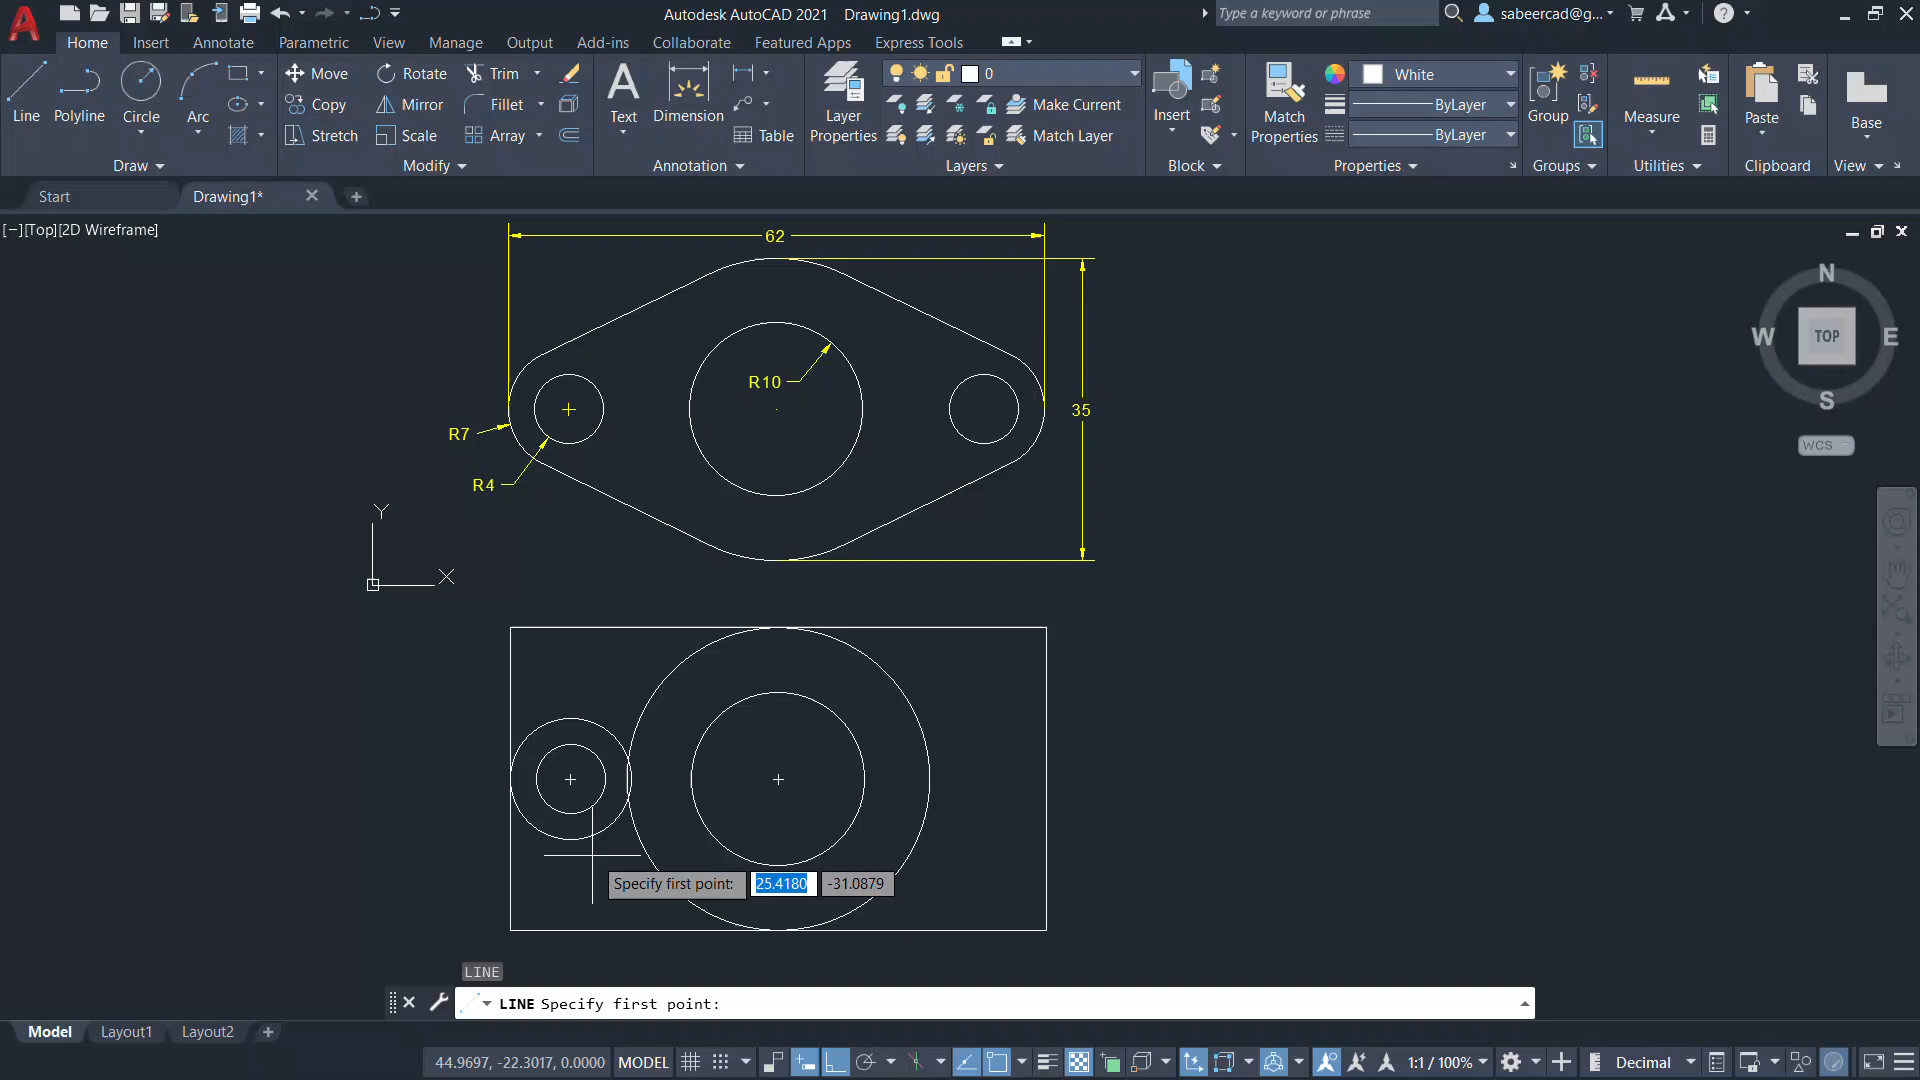 Autodesk AutoCAD 2021 Drawing1.dwg
Type a keyword or phrase
sabeercad@g...
Home Insert Annotate Parametric View Manage Output Add-ins Collaborate Featured Apps Express Tools
Line Polyline Circle Arc
Move Rotate Trim
Copy Mirror Fillet
Stretch Scale Array
Text Dimension Table
Layer Properties
0
Make Current
Match Layer
Insert
Match Properties
White
ByLayer
ByLayer
Group
Measure
Paste
Base
Draw Modify Annotation Layers Block Properties Groups Utilities Clipboard View
Start Drawing1*
[−][Top][2D Wireframe]
62
N
W TOP E
S
WCS
R10
35
R7
R4
Y
X
Specify first point: 25.4180 -31.0879
LINE
LINE Specify first point:
Model Layout1 Layout2
44.9697, -22.3017, 0.0000 MODEL 1:1 / 100% Decimal